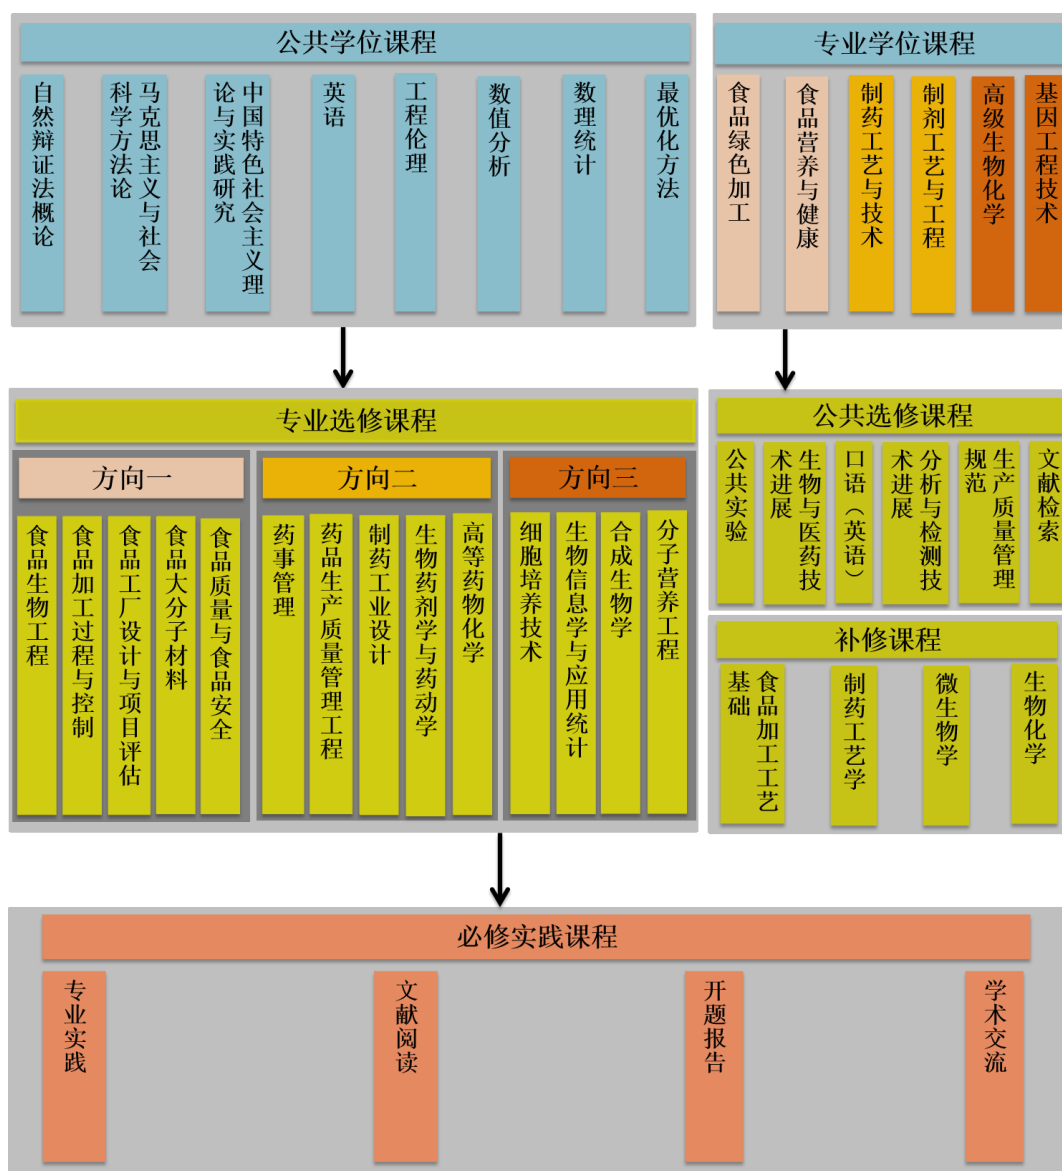 公共学位课程
自然辩证法概论
马克思主义与社会
科学方法论
中国特色社会主义理
论与实践研究
英语
工程伦理
数值分析
数理统计
最优化方法
专业学位课程
食品绿色加工
食品营养与健康
制药工艺与技术
制剂工艺与工程
高级生物化学
基因工程技术
专业选修课程
方向一
食品生物工程
食品加工过程与控制
食品工厂设计与项目评估
食品大分子材料
食品质量与食品安全
方向二
药事管理
药品生产质量管理工程
制药工业设计
生物药剂学与药动学
高等药物化学
方向三
细胞培养技术
生物信息学与应用统计
合成生物学
分子营养工程
公共选修课程
公共实验
生物与医药技
术进展
口语（英语）
分析与检测技
术进展
生产质量管理
规范
文献检索
补修课程
食品加工工艺
基础
制药工艺学
微生物学
生物化学
必修实践课程
专业实践
文献阅读
开题报告
学术交流